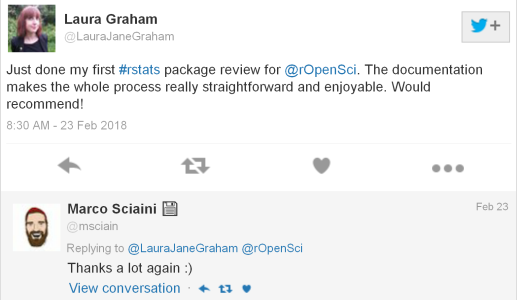 Laura Graham
@LauraJaneGraham
Just done my first #rstats package review for @rOpenSci. The documentation
makes the whole process really straightforward and enjoyable. Would
recommend!
8:30 AM - 23 Feb 2018
Marco Sciaini 💾
Feb 23
@msciain
Replying to @LauraJaneGraham @rOpenSci
Thanks a lot again :)
View conversation ·